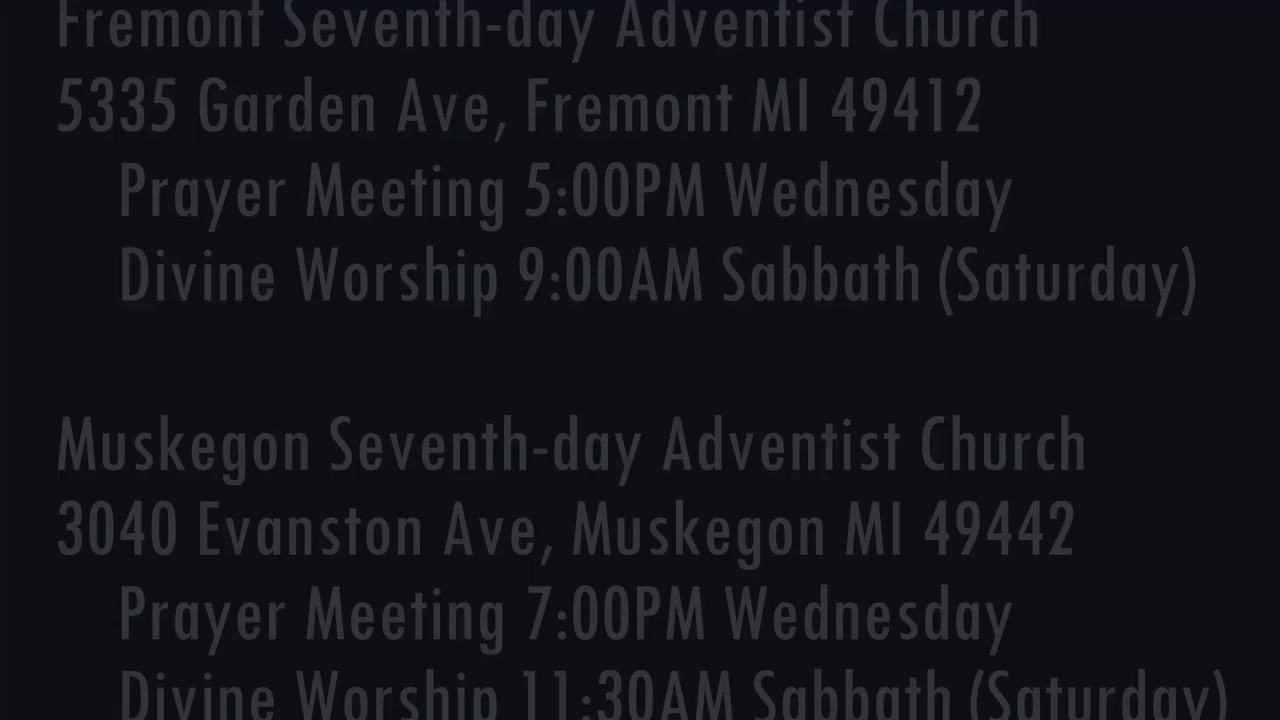 Fremont Seventh-day Adventist Church
5335 Garden Ave, Fremont MI 49412
Prayer Meeting 5:00PM Wednesday
Divine Worship 9:00AM Sabbath (Saturday)
Muskegon Seventh-day Adventist Church
3040 Evanston Ave, Muskegon MI 49442
Prayer Meeting 7:00PM Wednesday
Divine Worship 11:30AM Sabbath (Saturday)